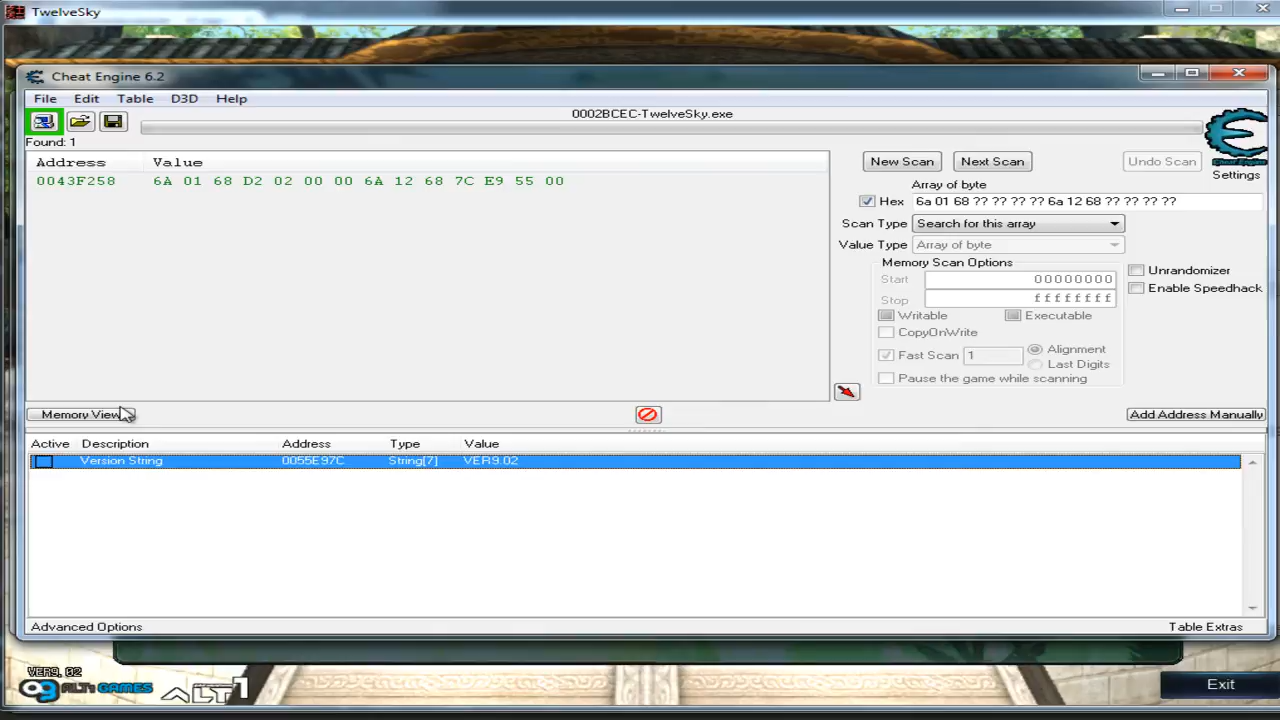 TwelveSky
Cheat Engine 6.2
File Edit Table D3D Help
0002BCEC-TwelveSky.exe
Found: 1
Address Value
0043F258 6A 01 68 D2 02 00 00 6A 12 68 7C E9 55 00
New Scan Next Scan Undo Scan
Cheat Engine
Settings
Array of byte
Hex 6a 01 68 ?? ?? ?? ?? 6a 12 68 ?? ?? ?? ??
Scan Type Search for this array
Value Type Array of byte
Memory Scan Options
Start 00000000
Stop ffffffff
Writable Executable
CopyOnWrite
Fast Scan 1 Alignment
Last Digits
Pause the game while scanning
Unrandomizer
Enable Speedhack
Memory View
Add Address Manually
Active Description Address Type Value
Version String 0055E97C String[7] VER9.02
Advanced Options Table Extras
VER9.02
ALT1 GAMES ALT1
Exit